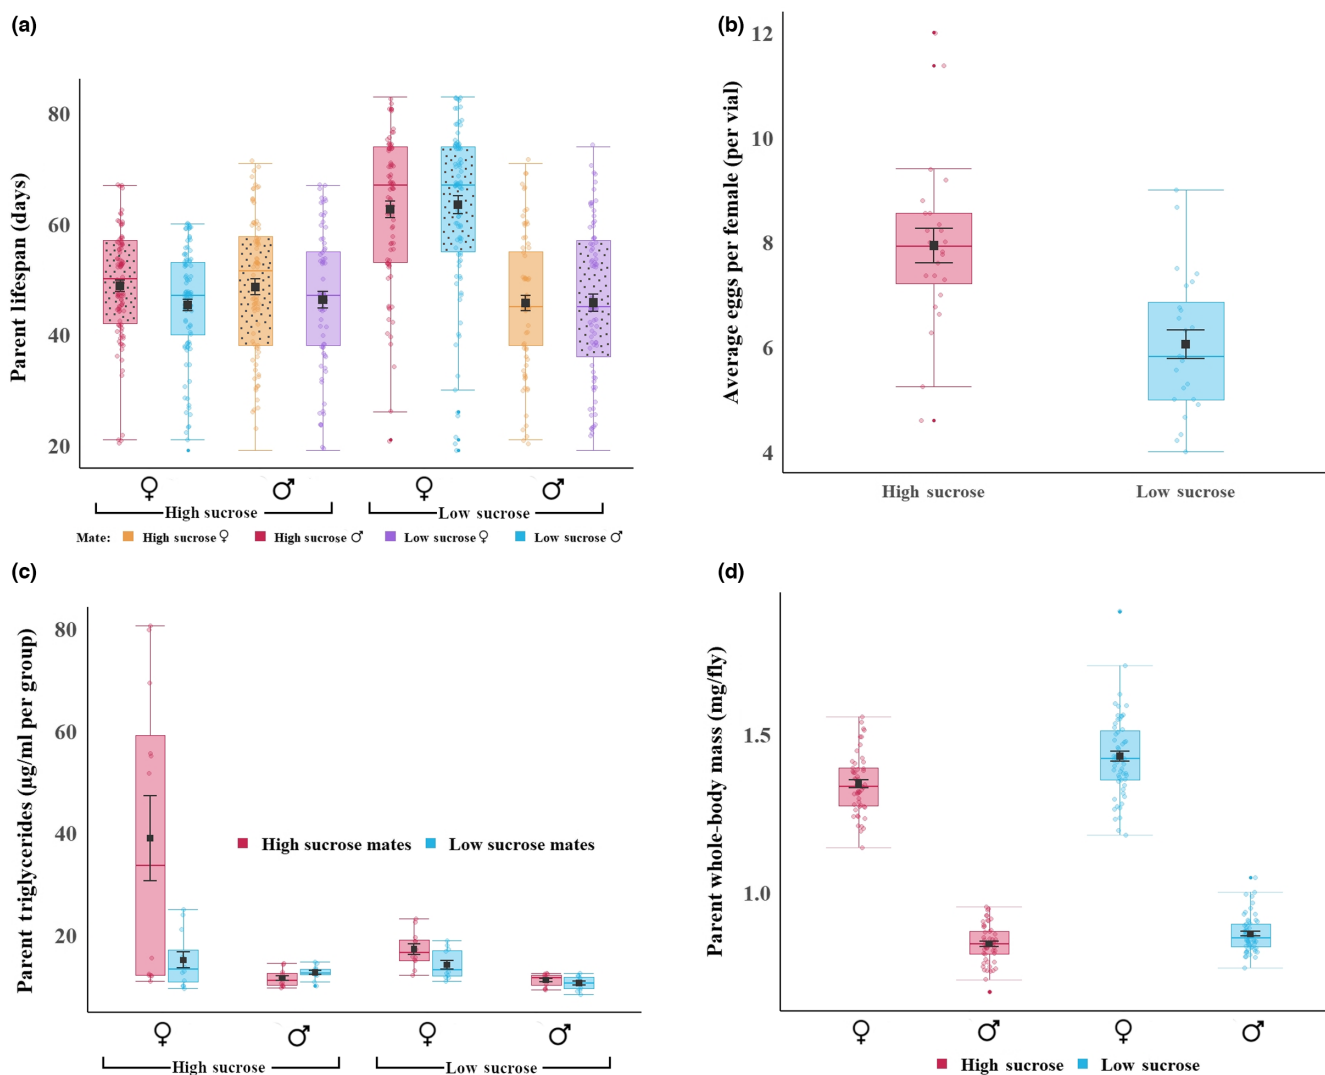 (a)
Parent lifespan (days)
80
60
40
20
♀ ♂ ♀ ♂
High sucrose Low sucrose
Mate: High sucrose ♀ High sucrose ♂ Low sucrose ♀ Low sucrose ♂
(b)
Average eggs per female (per vial)
12
10
8
6
4
High sucrose Low sucrose
(c)
Parent triglycerides (µg/ml per group)
80
60
40
20
High sucrose mates Low sucrose mates
♀ ♂ ♀ ♂
High sucrose Low sucrose
(d)
Parent whole-body mass (mg/fly)
1.5
1.0
♀ ♂ ♀ ♂
High sucrose Low sucrose